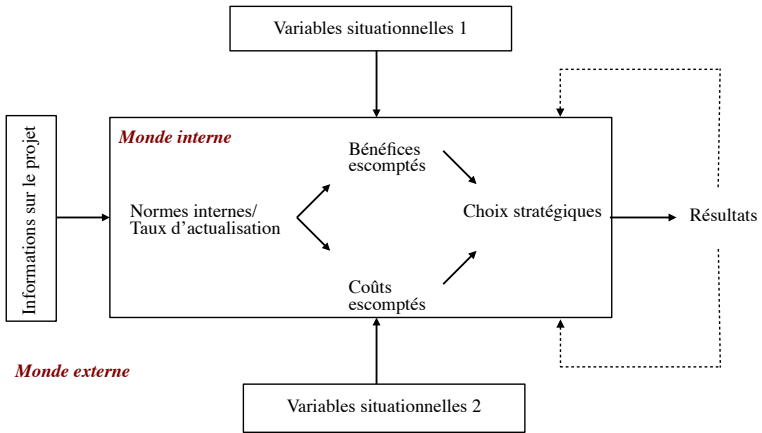 Variables situationnelles 1
Informations sur le projet
Monde interne
Bénéfices
escomptés
Normes internes/
Taux d’actualisation
Choix stratégiques
Résultats
Coûts
escomptés
Monde externe
Variables situationnelles 2